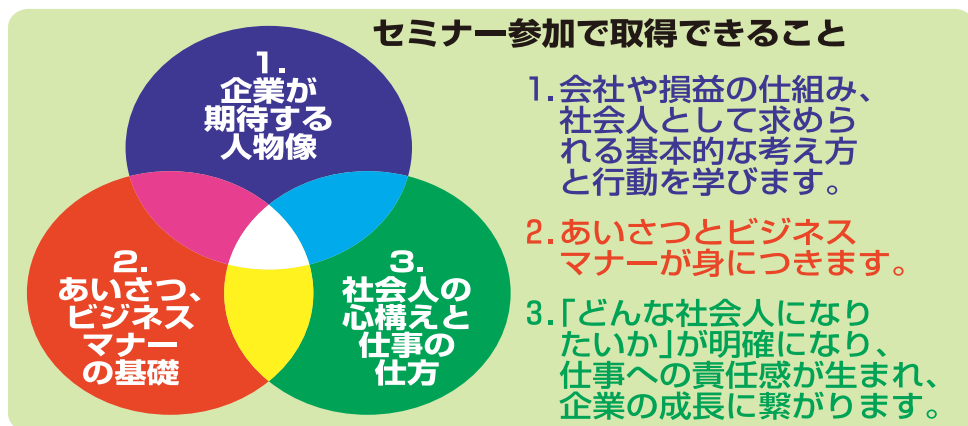 セミナー参加で取得できること
1.
企業が
期待する
人物像
2.
あいさつ、
ビジネス
マナー
の基礎
3.
社会人の
心構えと
仕事の
仕方
1.会社や損益の仕組み、
社会人として求めら
れる基本的な考え方
と行動を学びます。
2.あいさつとビジネス
マナーが身につきます。
3.「どんな社会人になり
たいか」が明確になり、
仕事への責任感が生まれ、
企業の成長に繋がります。